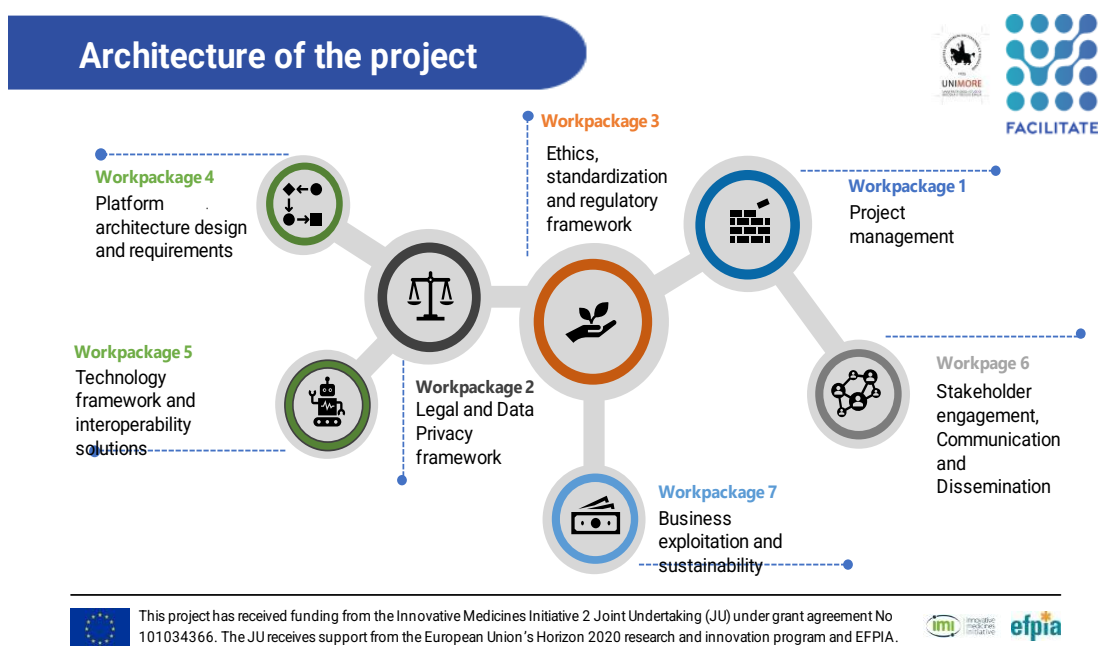 Architecture of the project
UNIMORE
FACILITATE
Workpackage 3
Ethics,
standardization
and regulatory
framework
Workpackage 4
Platform
architecture design
and requirements
Workpackage 1
Project
management
Workpackage 5
Technology
framework and
interoperability
solutions
Workpackage 2
Legal and Data
Privacy
framework
Workpage 6
Stakeholder
engagement,
Communication
and
Dissemination
Workpackage 7
Business
exploitation and
sustainability
This project has received funding from the Innovative Medicines Initiative 2 Joint Undertaking (JU) under grant agreement No
101034366. The JU receives support from the European Union's Horizon 2020 research and innovation program and EFPIA.
imi
innovative
medicines
initiative
efpia